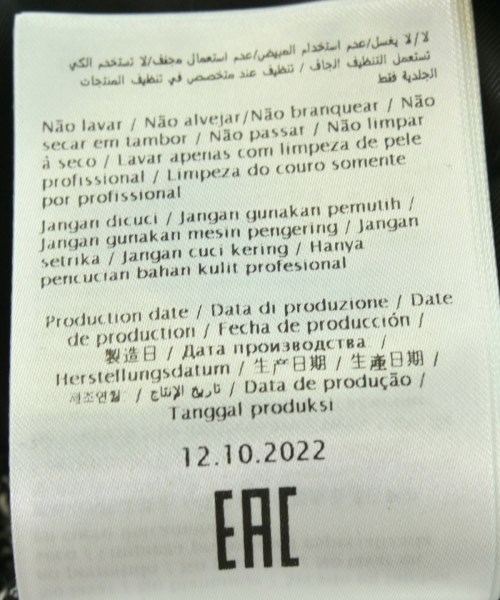 لا/لا يغسل/عدم استخدام المبيض/عدم استعمال مجفف/لا تستخدم الكي
تستعمل التنظيف الجاف / تنظيف عند متخصص في تنظيف المنتجات
الجلدية فقط
Não lavar / Não alvejar/Não branquear / Não
secar em tambor / Não passar / Não limpar
à seco / Lavar apenas com limpeza de pele
profissional / Limpeza do couro somente
por profissional
Jangan dicuci / Jangan gunakan pemutih /
Jangan gunakan mesin pengering / Jangan
setrika / Jangan cuci kering / Hanya
pencucian bahan kulit profesional
Production date / Data di produzione / Date
de production / Fecha de producción /
製造日 / Дата производства /
Herstellungsdatum / 生产日期 / 生產日期 /
제조연월: / تاريخ الإنتاج / Data de produção /
Tanggal produksi
12.10.2022
EAC